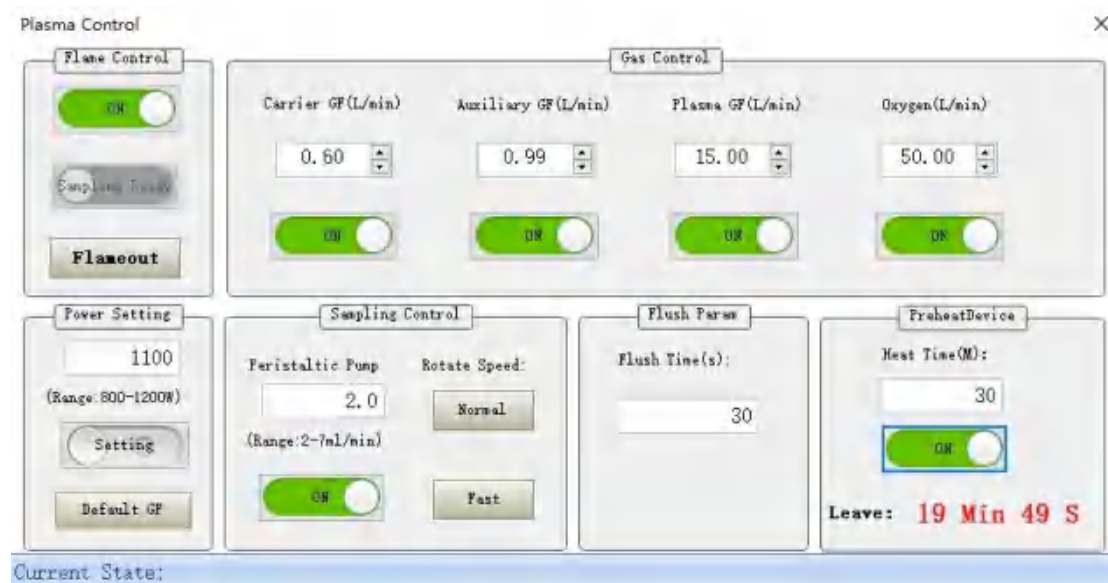 Plasma Control
Flame Control
ON
Flameout
Gas Control
Carrier GF(L/min) Auxiliary GF(L/min) Plasma GF(L/min) Oxygen(L/min)
0.60 0.99 15.00 50.00
ON ON ON ON
Power Setting
1100
(Range:800-1200W)
Setting
Default GF
Sampling Control
Peristaltic Pump Rotate Speed:
2.0 Normal
(Range:2-7ml/min)
ON Fast
Flush Param
Flush Time(s):
30
PreheatDevice
Heat Time(M):
30
ON
Leave: 19 Min 49 S
Current State: